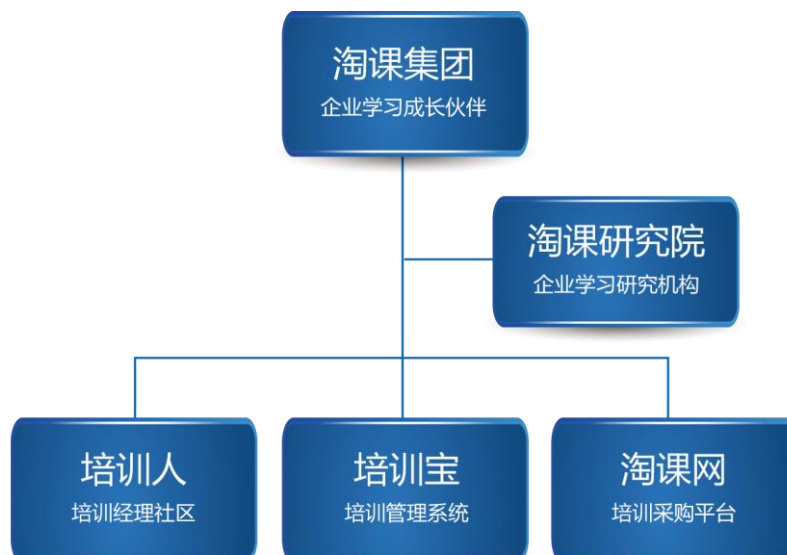 淘课集团
企业学习成长伙伴
淘课研究院
企业学习研究机构
培训人
培训经理社区
培训宝
培训管理系统
淘课网
培训采购平台